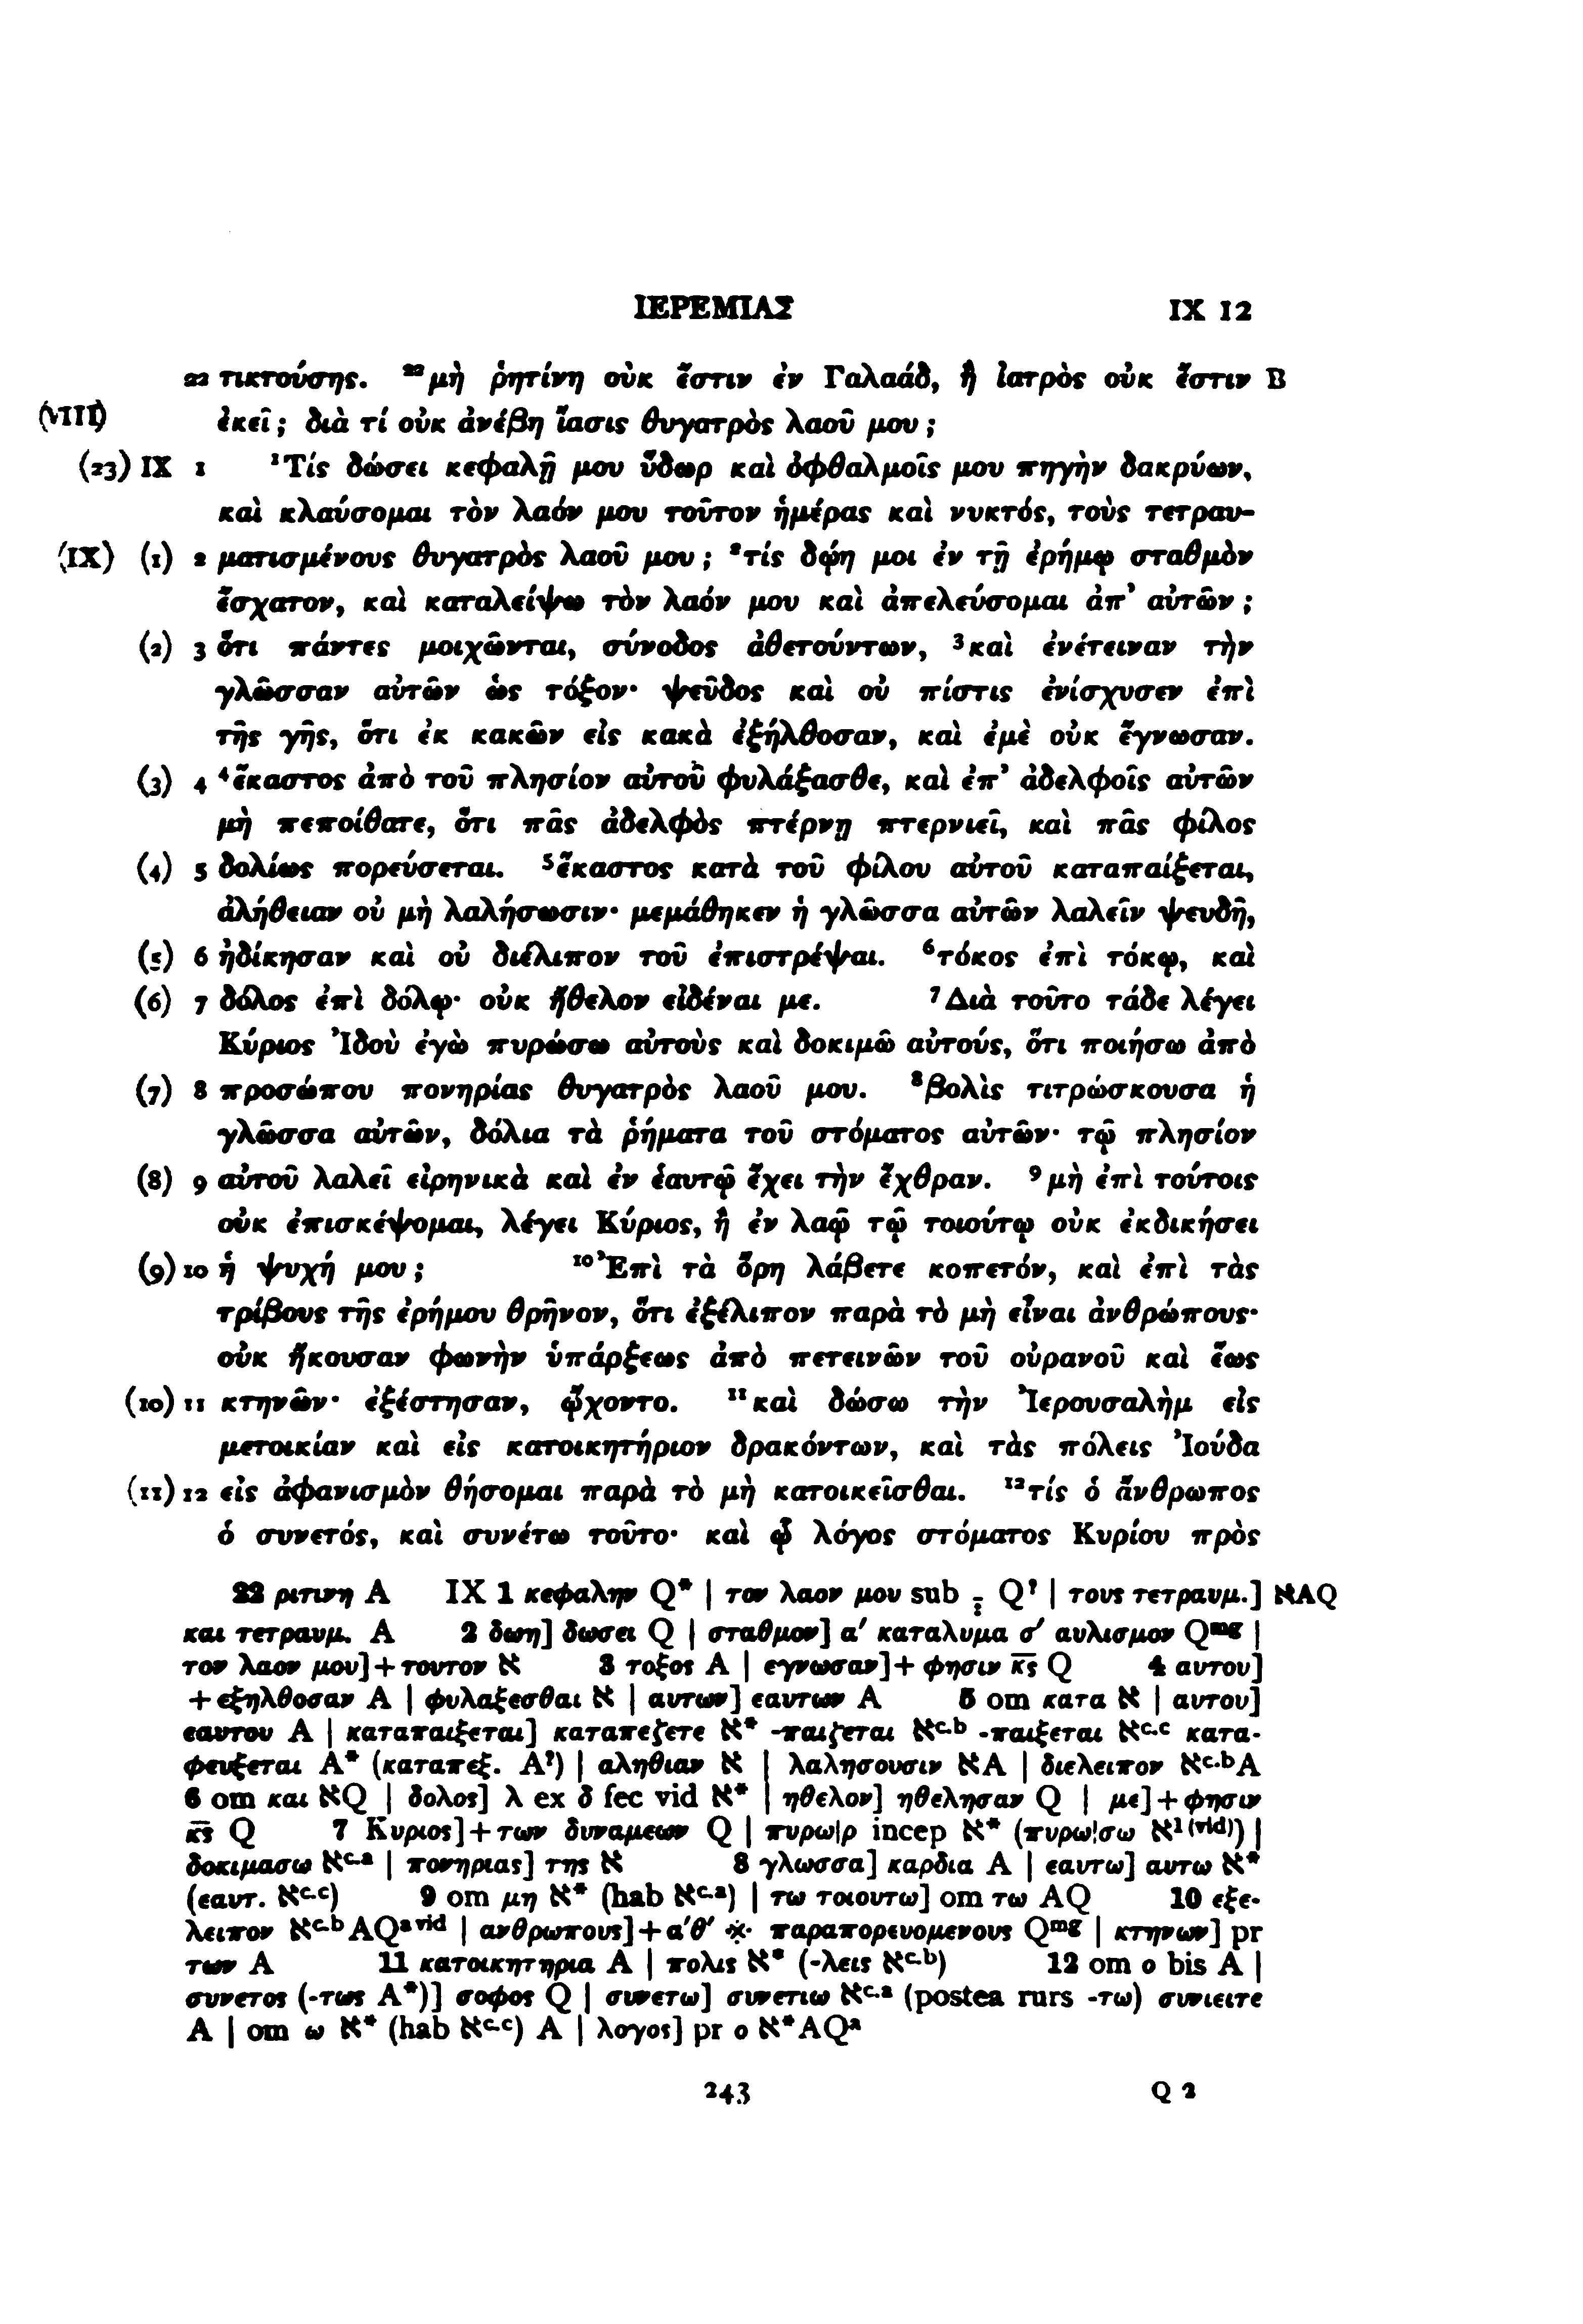 ΙΕΡΕΜΙΑΣ IX 12
22 τικτούσης. ²²μὴ ῥητίνη οὐκ ἔστιν ἐν Γαλαάδ, ἢ ἰατρὸς οὐκ ἔστιν B
(VIII) ἐκεῖ; διὰ τί οὐκ ἀνέβη ἴασις θυγατρὸς λαοῦ μου;
(23) IX 1 ¹Τίς δώσει κεφαλῇ μου ὕδωρ καὶ ὀφθαλμοῖς μου πηγὴν δακρύων,
καὶ κλαύσομαι τὸν λαόν μου τοῦτον ἡμέρας καὶ νυκτός, τοὺς τετραυ-
(IX) (1) 2 ματισμένους θυγατρὸς λαοῦ μου; ²τίς δῴη μοι ἐν τῇ ἐρήμῳ σταθμὸν
ἔσχατον, καὶ καταλείψω τὸν λαόν μου καὶ ἀπελεύσομαι ἀπ’ αὐτῶν;
(2) 3 ὅτι πάντες μοιχῶνται, σύνοδος ἀθετούντων, ³καὶ ἐνέτειναν τὴν
γλῶσσαν αὐτῶν ὡς τόξον· ψεῦδος καὶ οὐ πίστις ἐνίσχυσεν ἐπὶ
τῆς γῆς, ὅτι ἐκ κακῶν εἰς κακὰ ἐξήλθοσαν, καὶ ἐμὲ οὐκ ἔγνωσαν.
(3) 4 ⁴ἕκαστος ἀπὸ τοῦ πλησίον αὐτοῦ φυλάξασθε, καὶ ἐπ’ ἀδελφοῖς αὐτῶν
μὴ πεποίθατε, ὅτι πᾶς ἀδελφὸς πτέρνῃ πτερνιεῖ, καὶ πᾶς φίλος
(4) 5 δολίως πορεύσεται. ⁵ἕκαστος κατὰ τοῦ φίλου αὐτοῦ καταπαίξεται,
ἀλήθειαν οὐ μὴ λαλήσωσιν· μεμάθηκεν ἡ γλῶσσα αὐτῶν λαλεῖν ψευδῆ,
(5) 6 ἠδίκησαν καὶ οὐ διέλιπον τοῦ ἐπιστρέψαι. ⁶τόκος ἐπὶ τόκῳ, καὶ
(6) 7 δόλος ἐπὶ δόλῳ· οὐκ ἤθελον εἰδέναι με. ⁷Διὰ τοῦτο τάδε λέγει
Κύριος Ἰδοὺ ἐγὼ πυρώσω αὐτοὺς καὶ δοκιμῶ αὐτούς, ὅτι ποιήσω ἀπὸ
(7) 8 προσώπου πονηρίας θυγατρὸς λαοῦ μου. ⁸βολὶς τιτρώσκουσα ἡ
γλῶσσα αὐτῶν, δόλια τὰ ῥήματα τοῦ στόματος αὐτῶν· τῷ πλησίον
(8) 9 αὐτοῦ λαλεῖ εἰρηνικὰ καὶ ἐν ἑαυτῷ ἔχει τὴν ἔχθραν. ⁹μὴ ἐπὶ τούτοις
οὐκ ἐπισκέψομαι, λέγει Κύριος, ἢ ἐν λαῷ τῷ τοιούτῳ οὐκ ἐκδικήσει
(9) 10 ἡ ψυχή μου; ¹⁰Ἐπὶ τὰ ὄρη λάβετε κοπετόν, καὶ ἐπὶ τὰς
τρίβους τῆς ἐρήμου θρῆνον, ὅτι ἐξέλιπον παρὰ τὸ μὴ εἶναι ἀνθρώπους·
οὐκ ἤκουσαν φωνὴν ὑπάρξεως ἀπὸ πετεινῶν τοῦ οὐρανοῦ καὶ ἕως
(10) 11 κτηνῶν· ἐξέστησαν, ᾤχοντο. ¹¹καὶ δώσω τὴν Ἰερουσαλὴμ εἰς
μετοικίαν καὶ εἰς κατοικητήριον δρακόντων, καὶ τὰς πόλεις Ἰούδα
(11) 12 εἰς ἀφανισμὸν θήσομαι παρὰ τὸ μὴ κατοικεῖσθαι. ¹²τίς ὁ ἄνθρωπος
ὁ συνετός, καὶ συνέτω τοῦτο· καὶ ᾧ λόγος στόματος Κυρίου πρὸς
22 ριτινη A IX 1 κεφαλην Q* | τον λαον μου sub Q? | τους τετραυμ.] אAQ
και τετραυμ. A 2 δωη] δωσει Q | σταθμον] α′ καταλυμα σ′ αυλισμον Qᵐᵍ |
τον λαον μου]+τουτον א 3 τοξος A | εγνωσαν]+ φησιν κ̅ς̅ Q 4 αυτου]
+εξηλθοσαν A | φυλαξεσθαι א | αυτων] εαυτων A 5 om κατα א | αυτου]
εαυτου A | καταπαιξεται] καταπεζετε א* -παιζεται אᶜ·ᵇ -παιξεται אᶜ·ᶜ κατα-
φευξεται A* (καταπεξ. A?) | αληθιαν א | λαλησουσιν אA | διελειπον אᶜ·ᵇA
6 om και אQ | δολος] λ ex δ fec vid א* | ηθελον] ηθελησαν Q | με]+φησιν
κ̅ς̅ Q 7 Κυριος]+των δυναμεων Q | πυρω|ρ incep א* (πυρω|σω א¹⁽ᵛⁱᵈ⁾) |
δοκιμασω אᶜ·ᵃ | πονηριας] της א 8 γλωσσα] καρδια A | εαυτω] αυτω א*
(εαυτ. אᶜ·ᶜ) 9 om μη א* (hab אᶜ·ᵃ) | τω τοιουτω] om τω AQ 10 εξε-
λειπον אᶜ·ᵇAQᵃᵛⁱᵈ | ανθρωπους]+α′θ′ ※ παραπορευομενους Qᵐᵍ | κτηνων] pr
των A 11 κατοικητηρια A | πολις א* (-λεις אᶜ·ᵇ) 12 om ο bis A |
συνετος (-τως A*)] σοφος Q | συνετω] συνετιω אᶜ·ᵃ (postea rurs -τω) συνιειτε
A | om ω א* (hab אᶜ·ᶜ) A | λογος] pr ο א*AQᵃ
243 Q 2